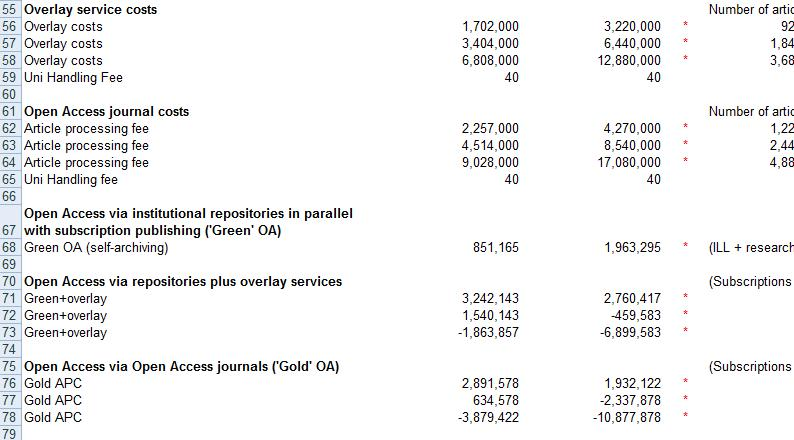 55 Overlay service costs Number of artic
56 Overlay costs 1,702,000 3,220,000 * 92
57 Overlay costs 3,404,000 6,440,000 * 1,84
58 Overlay costs 6,808,000 12,880,000 * 3,68
59 Uni Handling Fee 40 40
60
61 Open Access journal costs Number of artic
62 Article processing fee 2,257,000 4,270,000 * 1,22
63 Article processing fee 4,514,000 8,540,000 * 2,44
64 Article processing fee 9,028,000 17,080,000 * 4,88
65 Uni Handling fee 40 40
66
Open Access via institutional repositories in parallel
67 with subscription publishing ('Green' OA)
68 Green OA (self-archiving) 851,165 1,963,295 * (ILL + research
69
70 Open Access via repositories plus overlay services (Subscriptions
71 Green+overlay 3,242,143 2,760,417 *
72 Green+overlay 1,540,143 -459,583 *
73 Green+overlay -1,863,857 -6,899,583 *
74
75 Open Access via Open Access journals ('Gold' OA) (Subscriptions
76 Gold APC 2,891,578 1,932,122 *
77 Gold APC 634,578 -2,337,878 *
78 Gold APC -3,879,422 -10,877,878 *
79